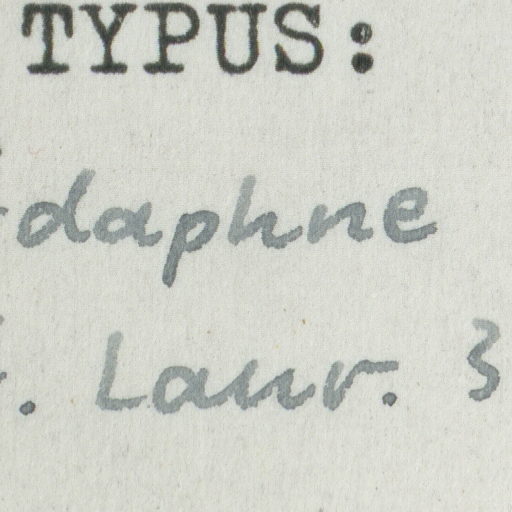 TYPUS:
daphne
. Laur. 3